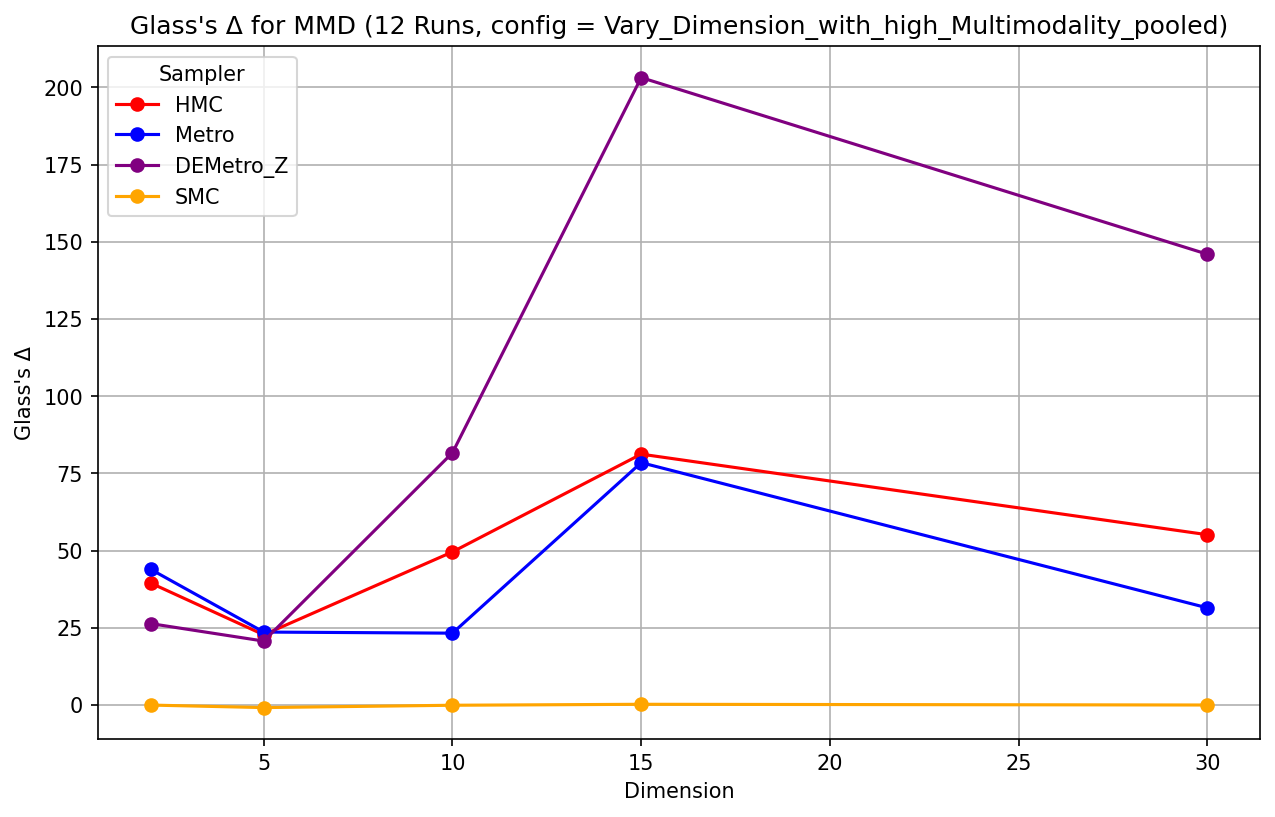 Glass's Δ for MMD (12 Runs, config = Vary_Dimension_with_high_Multimodality_pooled)
Sampler
HMC
Metro
DEMetro_Z
SMC
200
175
150
125
100
75
50
25
0
Glass's Δ
5 10 15 20 25 30
Dimension